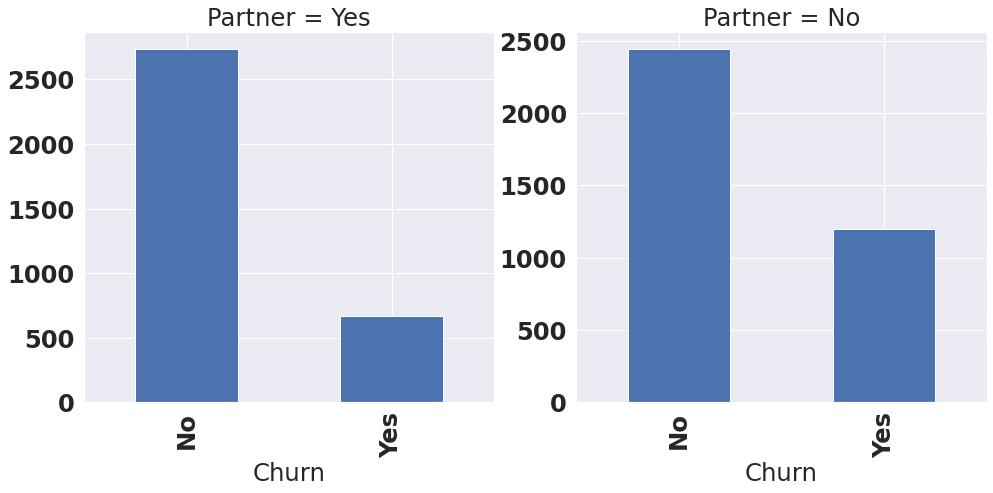 Partner = Yes
2500
2000
1500
1000
500
0
No
Yes
Churn
Partner = No
2500
2000
1500
1000
500
0
No
Yes
Churn